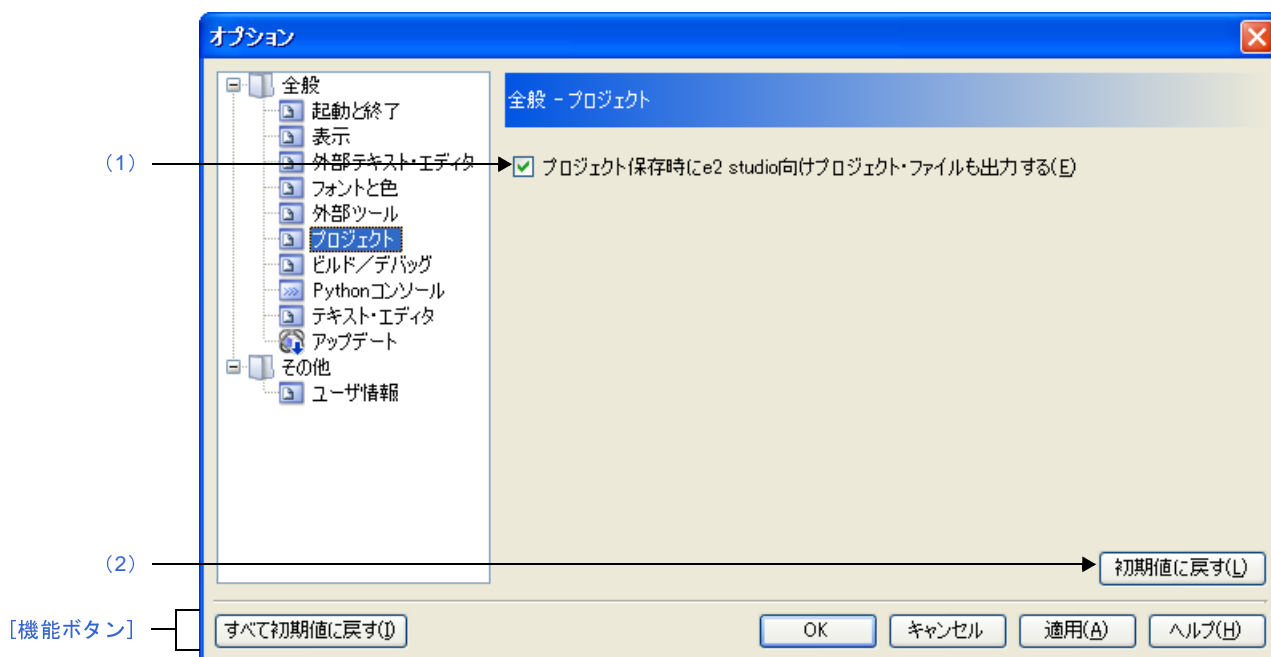 オプション
全般
起動と終了
表示
外部テキスト・エディタ
フォントと色
外部ツール
プロジェクト
ビルド／デバッグ
Pythonコンソール
テキスト・エディタ
アップデート
その他
ユーザ情報
全般 - プロジェクト
(1)
プロジェクト保存時にe2 studio向けプロジェクト・ファイルも出力する(E)
(2)
初期値に戻す(L)
[機能ボタン]
すべて初期値に戻す(I)
OK
キャンセル
適用(A)
ヘルプ(H)